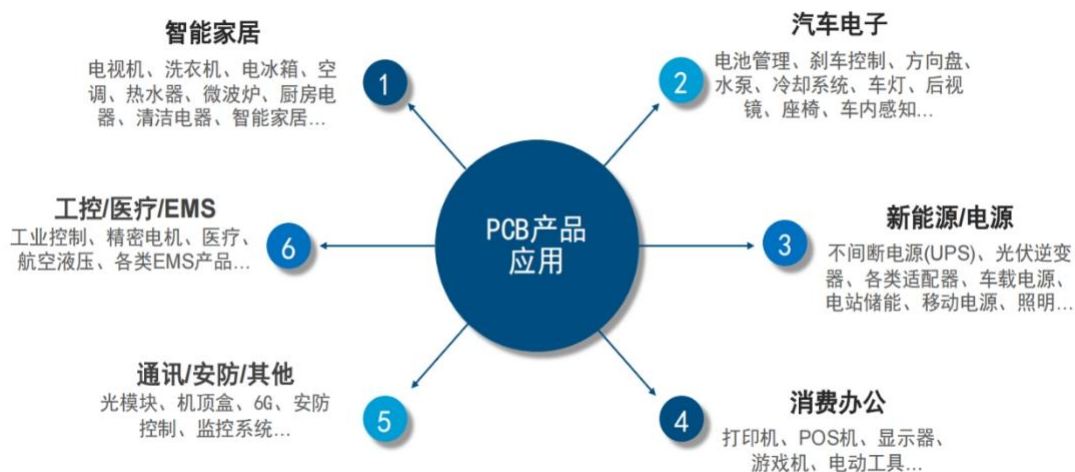 智能家居
电视机、洗衣机、电冰箱、空
调、热水器、微波炉、厨房电
器、清洁电器、智能家居...
1
汽车电子
电池管理、刹车控制、方向盘、
水泵、冷却系统、车灯、后视
镜、座椅、车内感知...
2
PCB产品
应用
新能源/电源
不间断电源(UPS)、光伏逆变
器、各类适配器、车载电源、
电站储能、移动电源、照明...
3
消费办公
打印机、POS机、显示器、
游戏机、电动工具...
4
通讯/安防/其他
光模块、机顶盒、6G、安防
控制、监控系统...
5
工控/医疗/EMS
工业控制、精密电机、医疗、
航空液压、各类EMS产品...
6